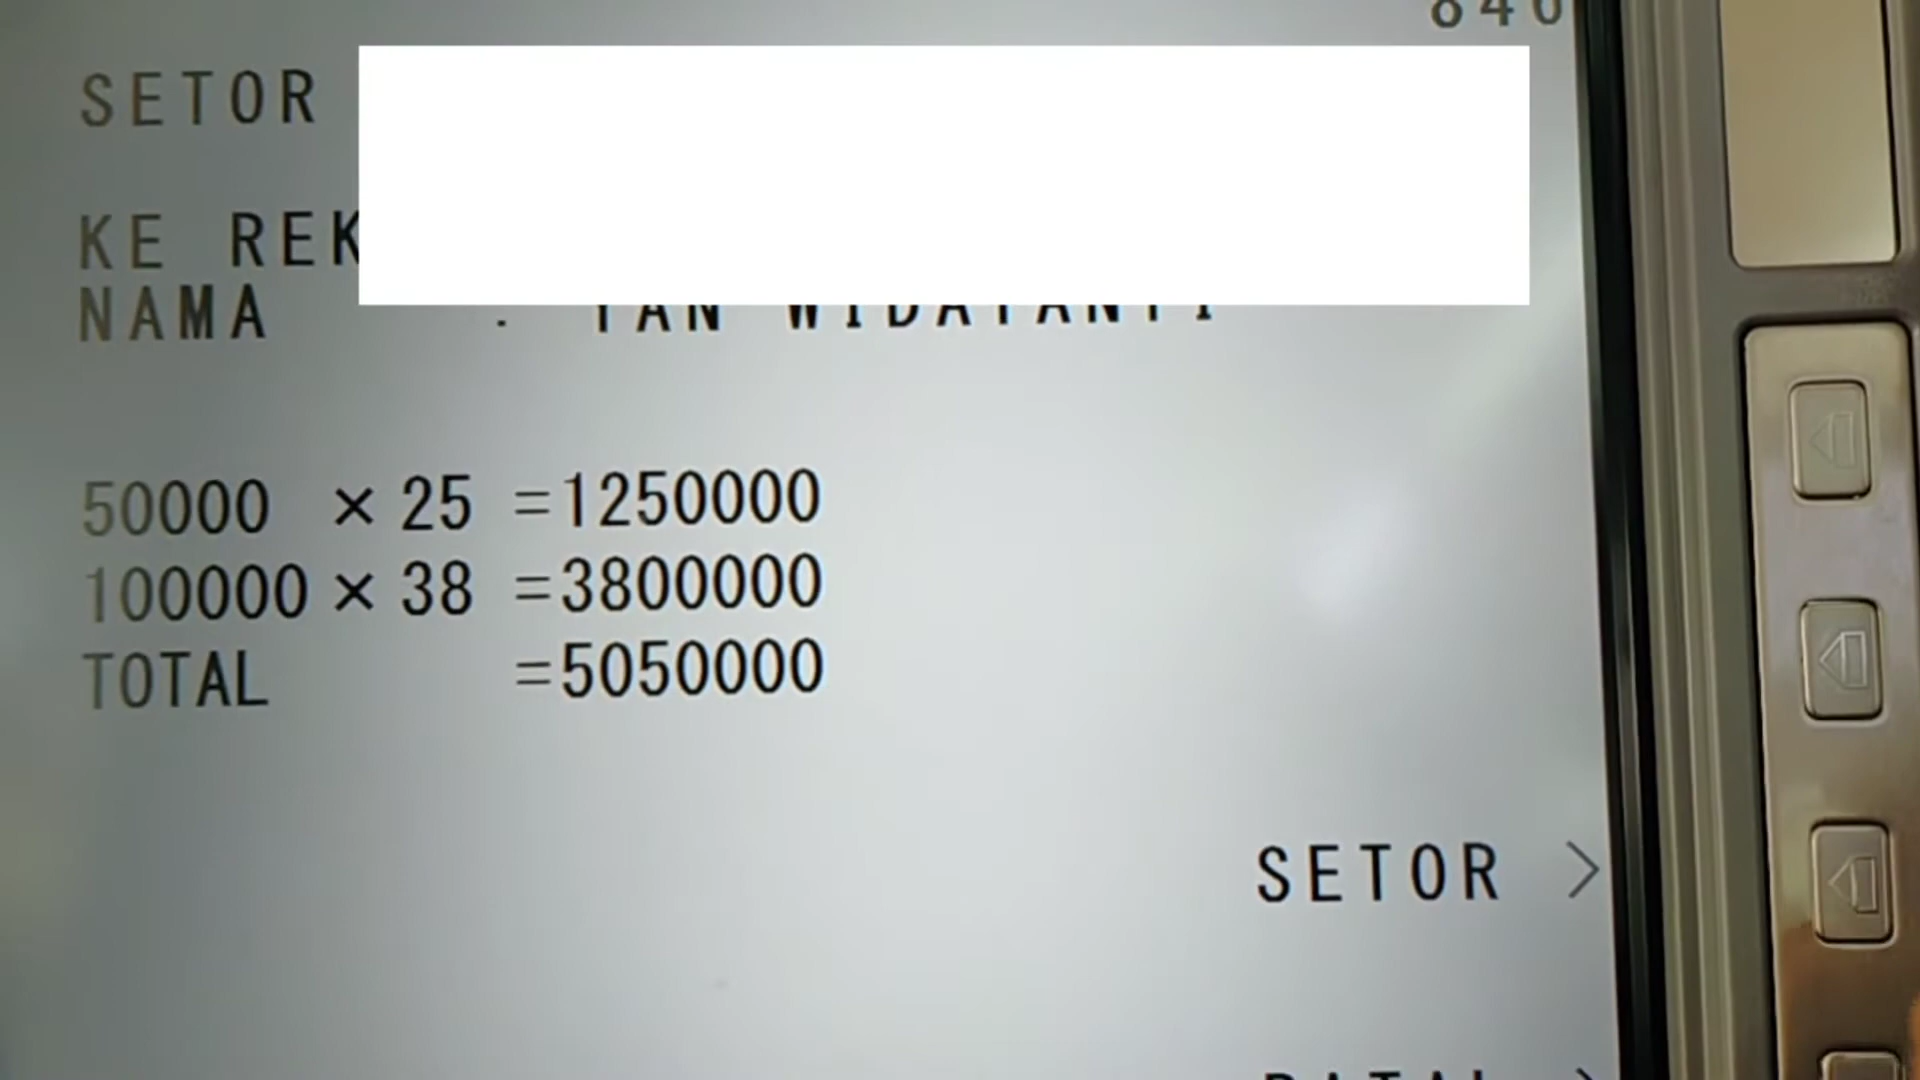 SETOR
KE REK
NAMA :
50000 × 25 =1250000
100000 × 38 =3800000
TOTAL =5050000
SETOR >